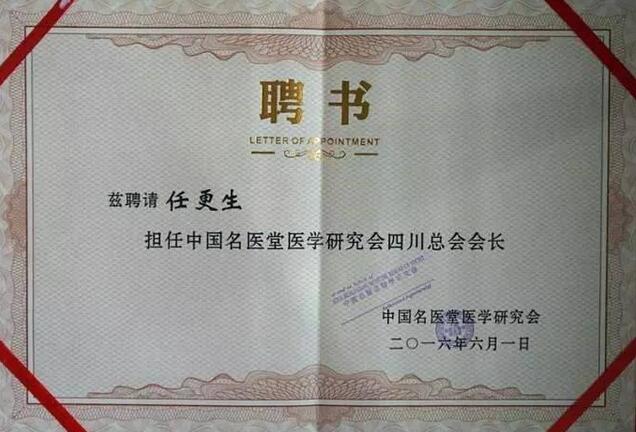 聘书
LETTER OF APPOINTMENT
兹聘请 任更生
担任中国名医堂医学研究会四川总会会长
中国名医堂医学研究会
二〇一六年六月一日